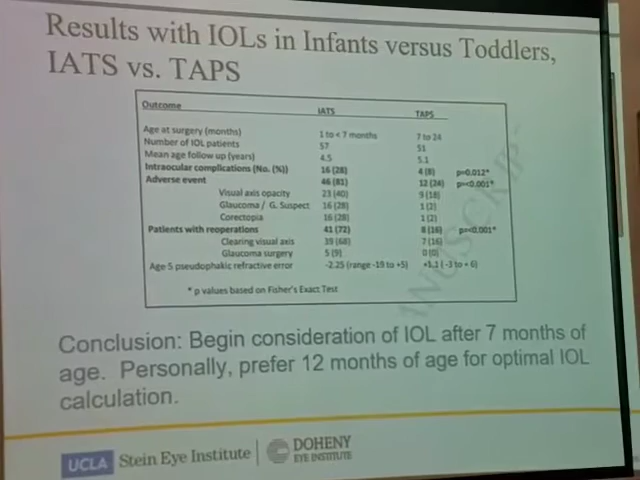 Results with IOLs in Infants versus Toddlers,
IATS vs. TAPS
Outcome IATS TAPS
Age at surgery (months) 1 to < 7 months 7 to 24
Number of IOL patients 57 51
Mean age follow up (years) 4.5 5.1
Intraocular complications (No. (%)) 16 (28) 4 (8) p=0.012*
Adverse event 46 (81) 12 (24) p=<0.001*
Visual axis opacity 23 (40) 9 (18)
Glaucoma / G. Suspect 16 (28) 1 (2)
Corectopia 16 (28) 1 (2)
Patients with reoperations 41 (72) 8 (16) p=<0.001*
Clearing visual axis 39 (68) 7 (16)
Glaucoma surgery 5 (9) 0 (0)
Age 5 pseudophakic refractive error -2.25 (range -19 to +5) (-3 to + 6)
* p values based on Fisher's Exact Test
Conclusion: Begin consideration of IOL after 7 months of
age. Personally, prefer 12 months of age for optimal IOL
calculation.
UCLA Stein Eye Institute DOHENY
EYE INSTITUTE